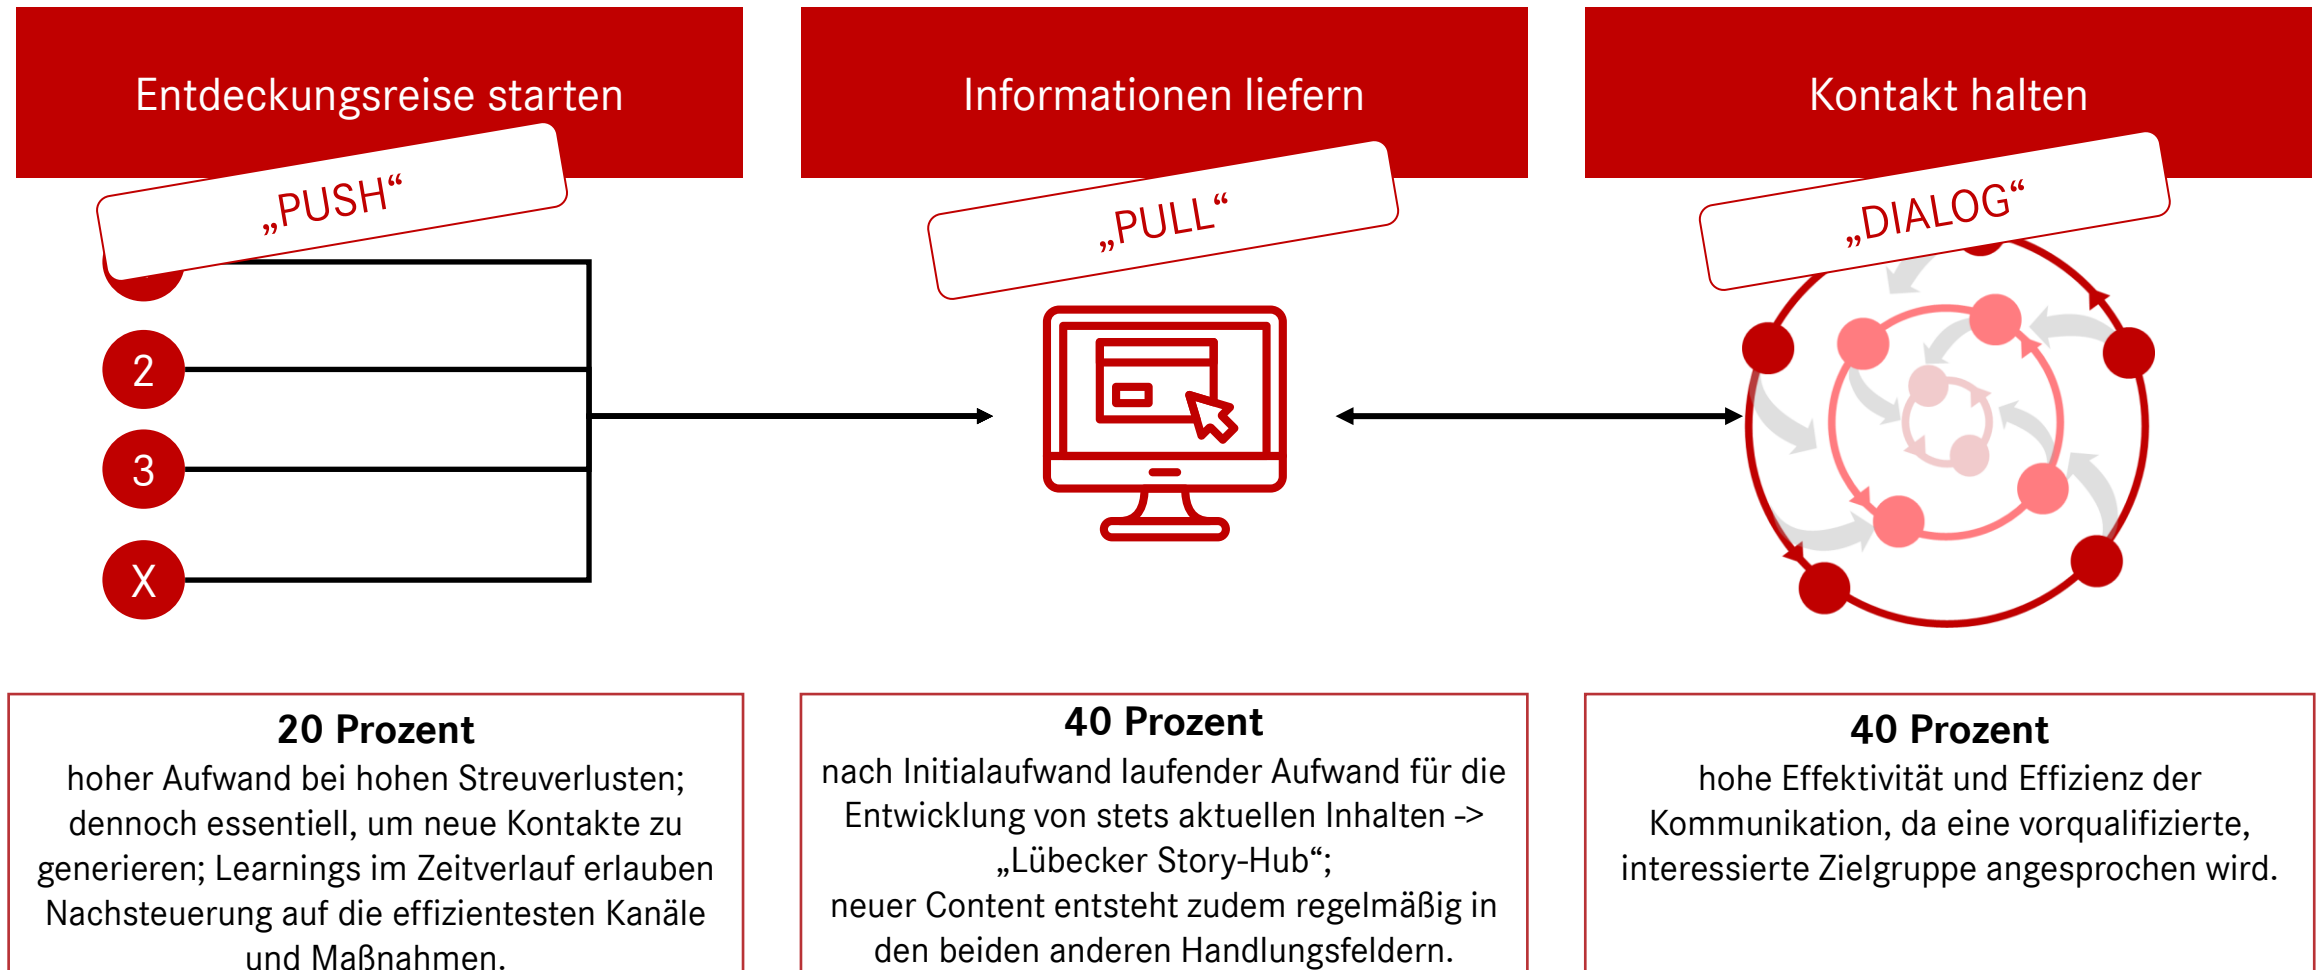 Entdeckungsreise starten
„PUSH“
2
3
X
20 Prozent
hoher Aufwand bei hohen Streuverlusten;
dennoch essentiell, um neue Kontakte zu
generieren; Learnings im Zeitverlauf erlauben
Nachsteuerung auf die effizientesten Kanäle
und Maßnahmen.
Informationen liefern
„PULL“
40 Prozent
nach Initialaufwand laufender Aufwand für die
Entwicklung von stets aktuellen Inhalten ->
„Lübecker Story-Hub“;
neuer Content entsteht zudem regelmäßig in
den beiden anderen Handlungsfeldern.
Kontakt halten
„DIALOG“
40 Prozent
hohe Effektivität und Effizienz der
Kommunikation, da eine vorqualifizierte,
interessierte Zielgruppe angesprochen wird.